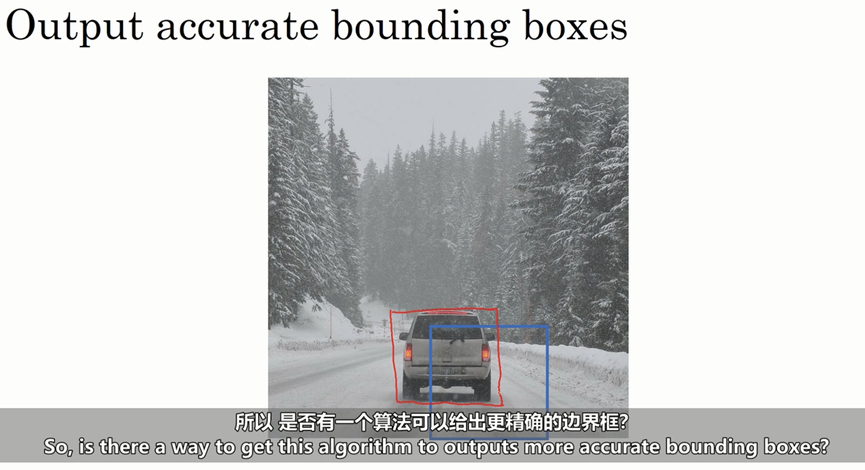 Output accurate bounding boxes
所以 是否有一个算法可以给出更精确的边界框?
So, is there a way to get this algorithm to outputs more accurate bounding boxes?